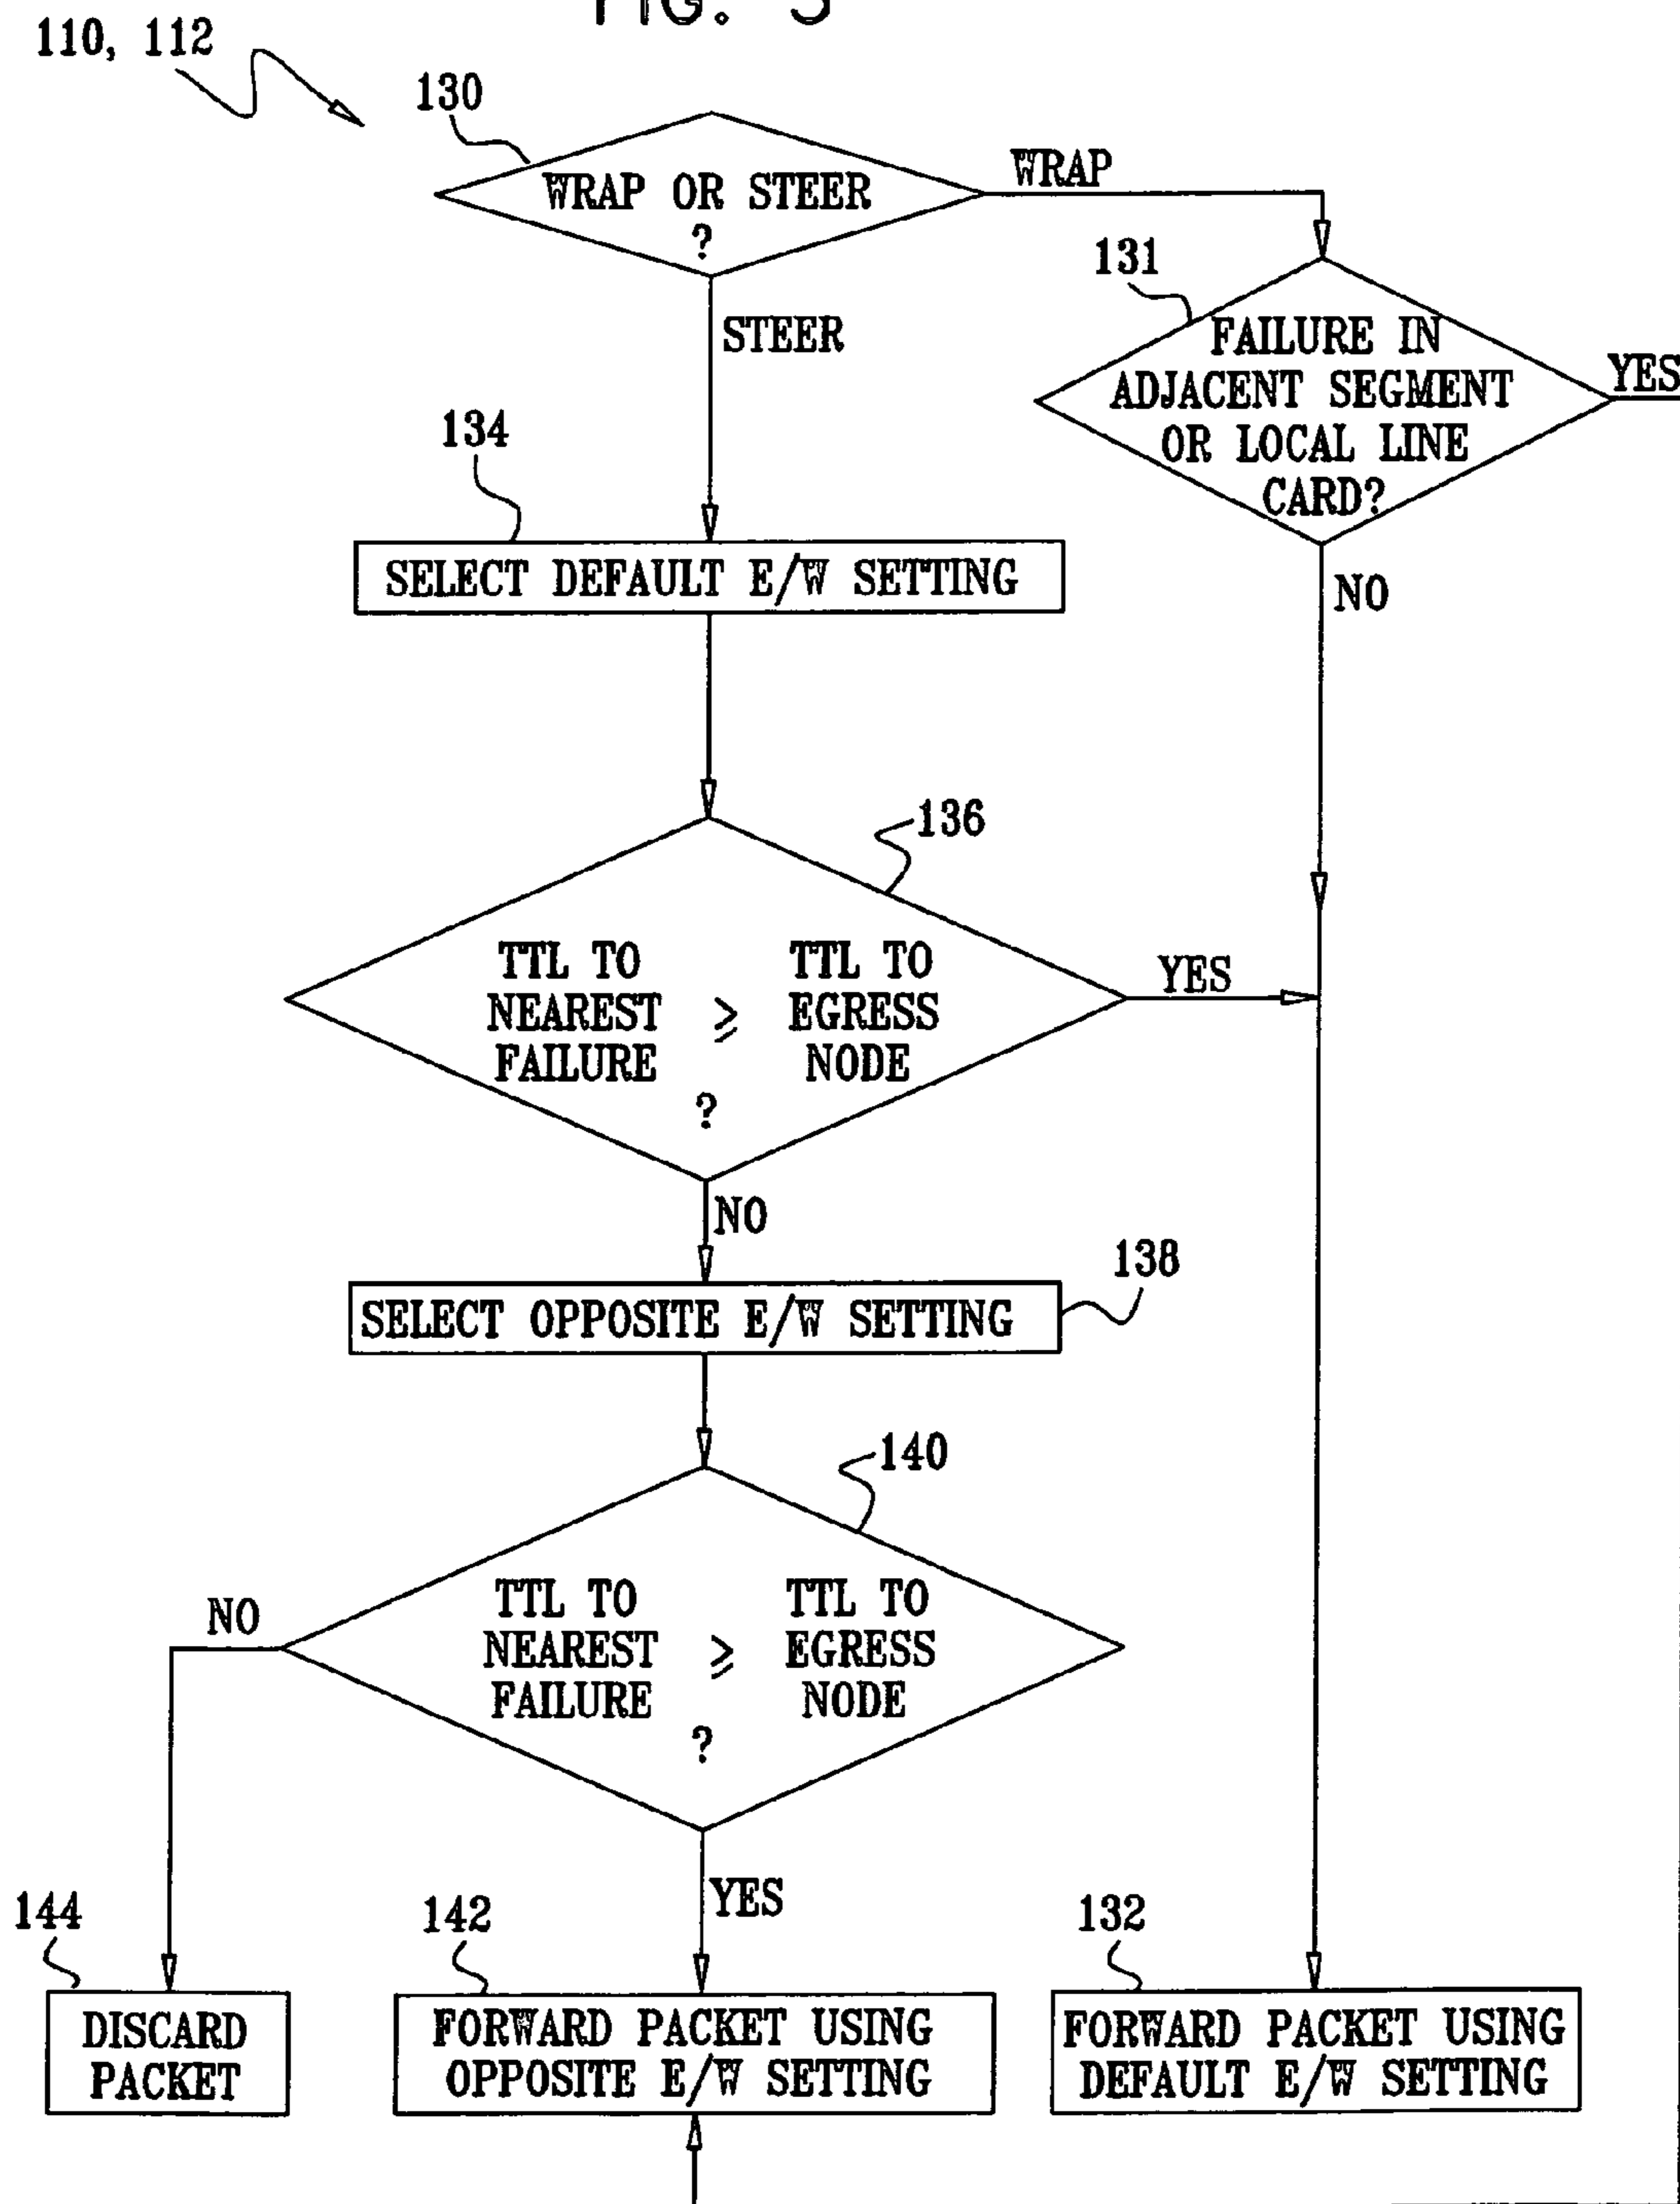 FIG. 5
110, 112
130
WRAP OR STEER
?
WRAP
STEER
131
FAILURE IN
ADJACENT SEGMENT
OR LOCAL LINE
CARD?
YES
NO
134
SELECT DEFAULT E/W SETTING
136
TTL TO
NEAREST
FAILURE
≥
TTL TO
EGRESS
NODE
?
YES
NO
138
SELECT OPPOSITE E/W SETTING
140
TTL TO
NEAREST
FAILURE
≥
TTL TO
EGRESS
NODE
?
NO
YES
144
DISCARD
PACKET
142
FORWARD PACKET USING
OPPOSITE E/W SETTING
132
FORWARD PACKET USING
DEFAULT E/W SETTING